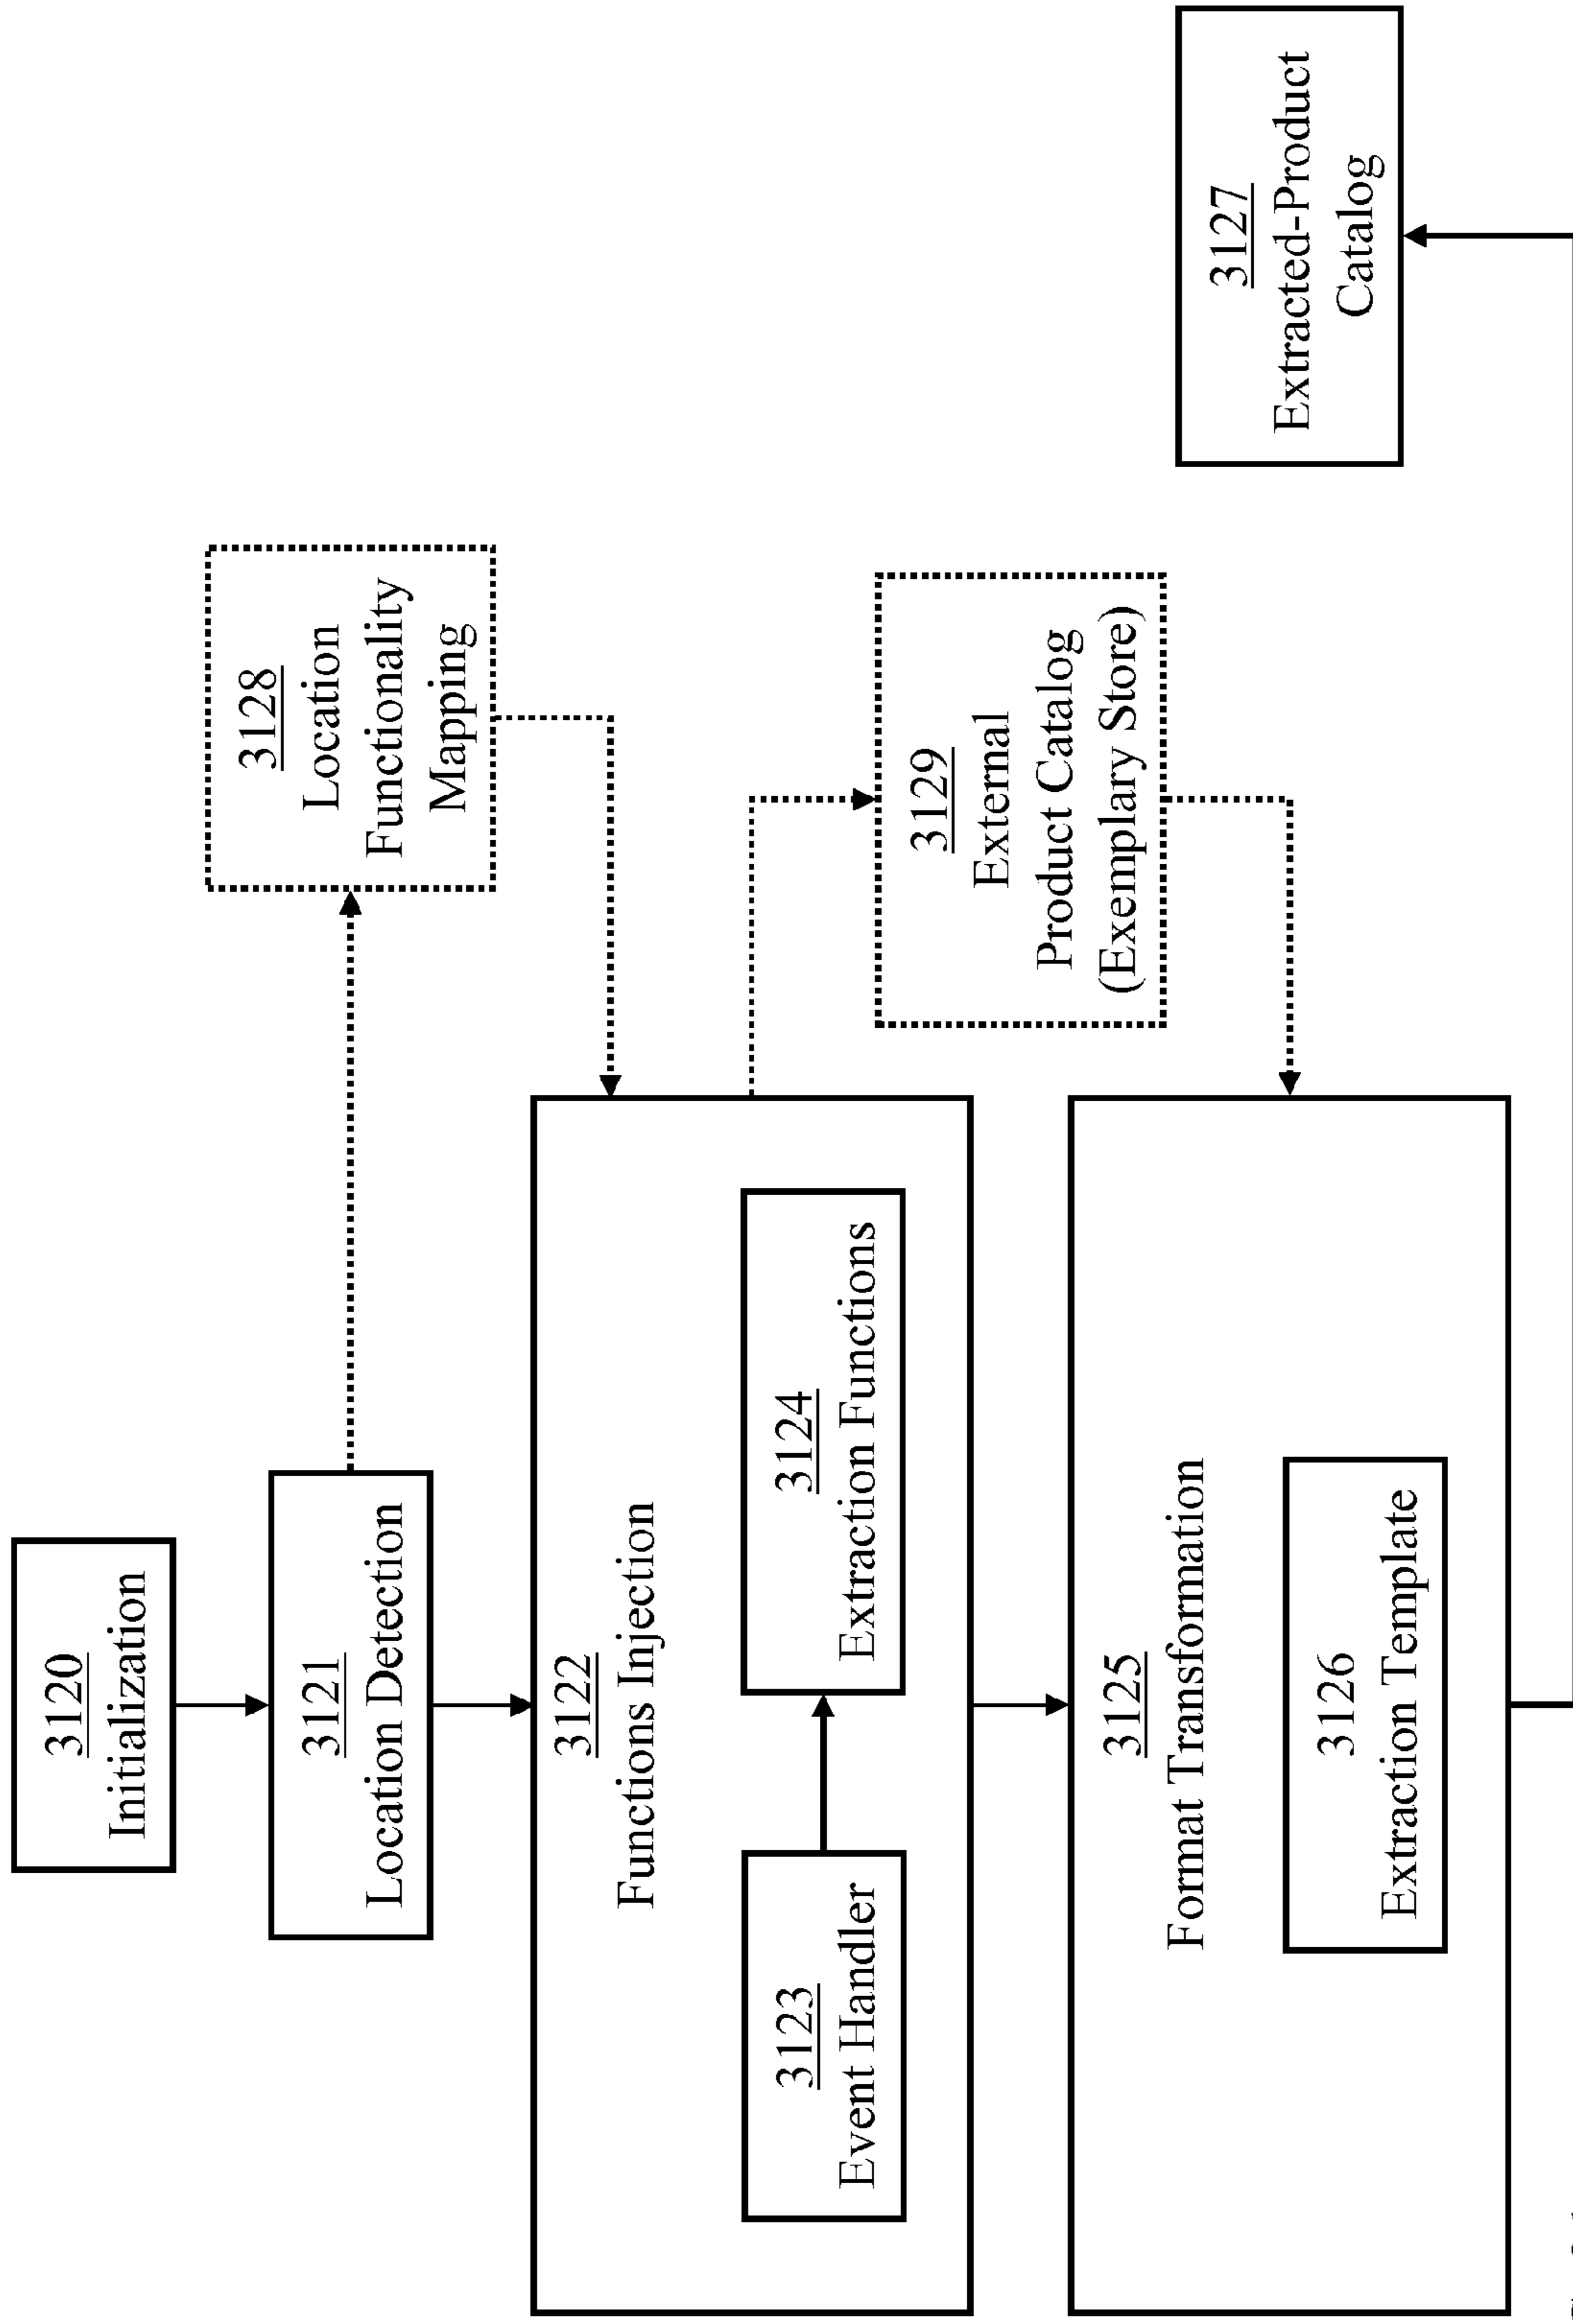 3120
Initialization
3121
Location Detection
3128
Location
Functionality
Mapping
3122
Functions Injection
3123
Event Handler
3124
Extraction Functions
3129
External
Product Catalog
(Exemplary Store)
3125
Format Transformation
3126
Extraction Template
3127
Extracted-Product
Catalog